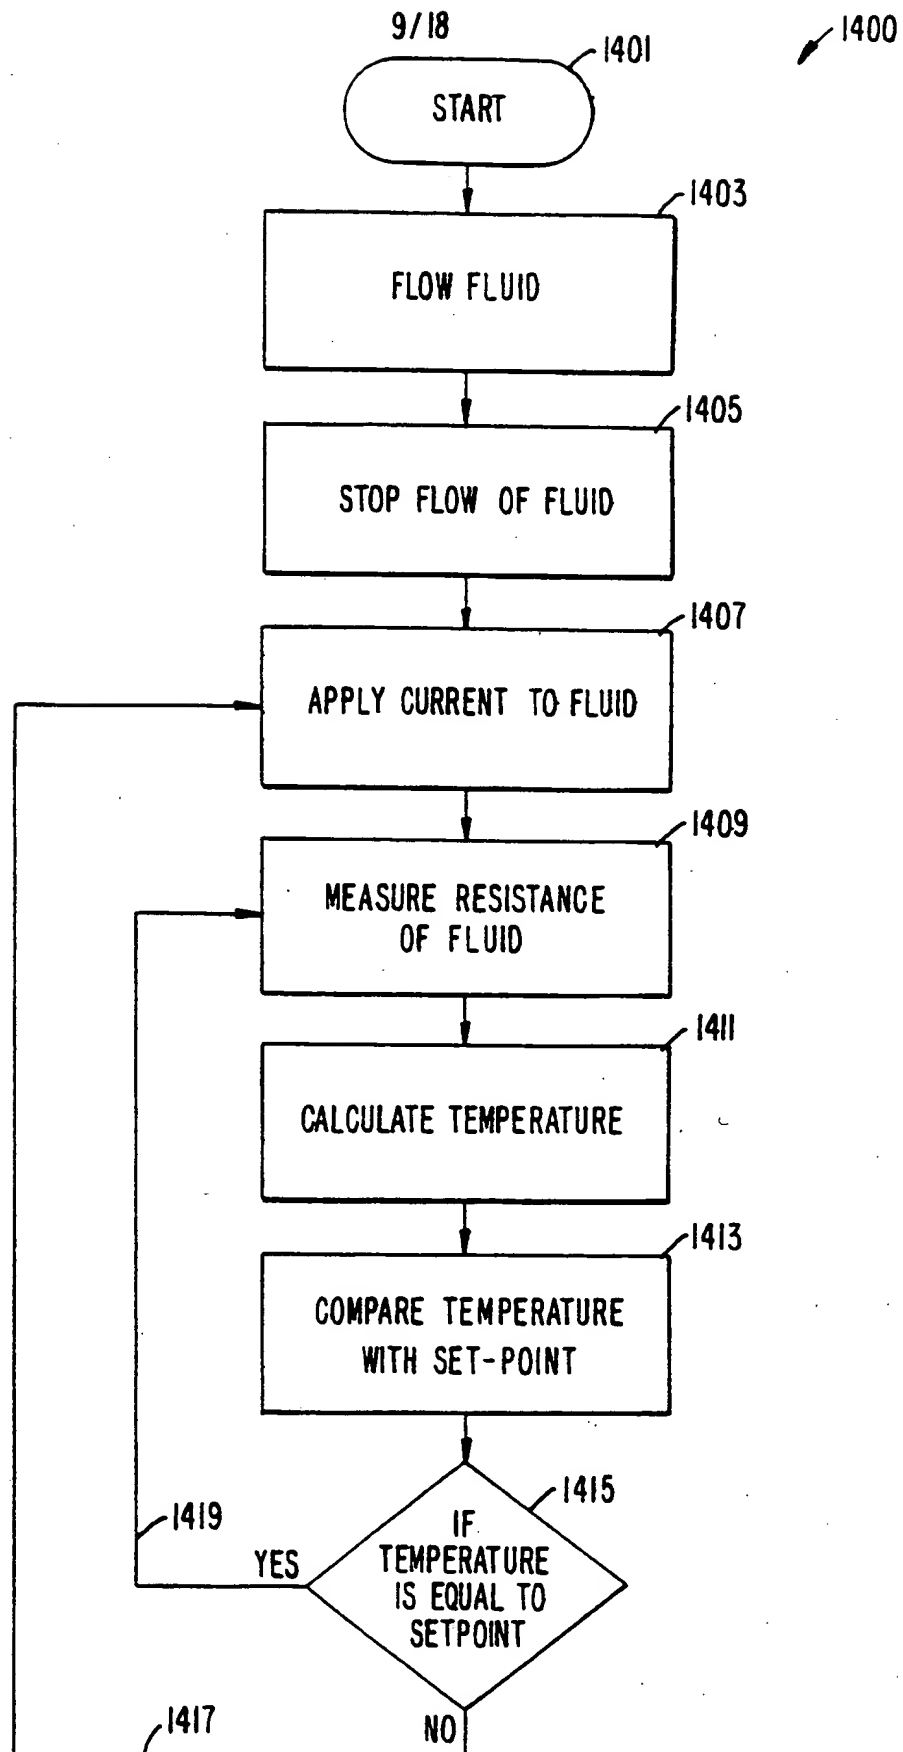 9/18
1400
1401
START
1403
FLOW FLUID
1405
STOP FLOW OF FLUID
1407
APPLY CURRENT TO FLUID
1409
MEASURE RESISTANCE
OF FLUID
1411
CALCULATE TEMPERATURE
1413
COMPARE TEMPERATURE
WITH SET-POINT
1415
IF
TEMPERATURE
IS EQUAL TO
SETPOINT
1419
YES
1417
NO